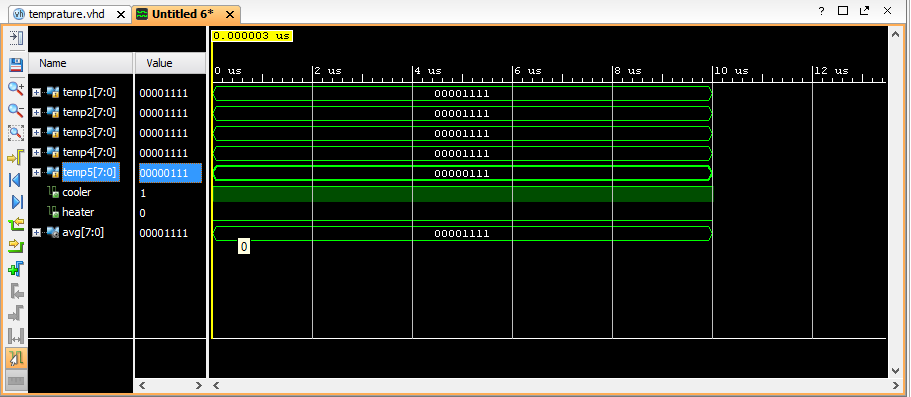 temprature.vhd X Untitled 6* X ?
0.000003 us
Name Value
0 us 2 us 4 us 6 us 8 us 10 us 12 us
temp1[7:0] 00001111 00001111
temp2[7:0] 00001111 00001111
temp3[7:0] 00001111 00001111
temp4[7:0] 00001111 00001111
temp5[7:0] 00000111 00001111
cooler 1
heater 0
avg[7:0] 00001111 00001111
0